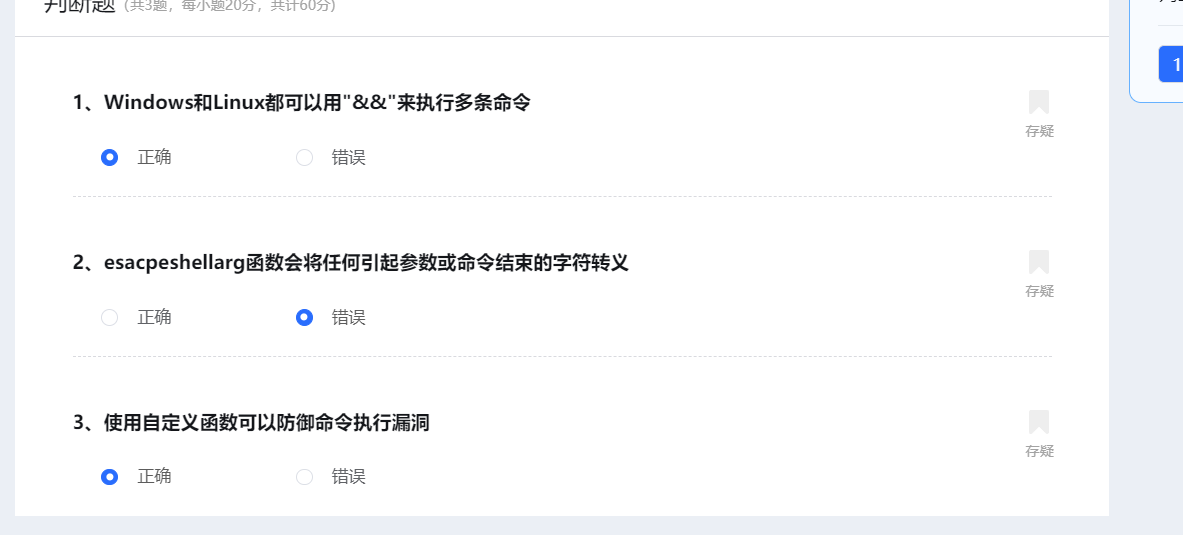 判断题 (共3题，每小题20分，共计60分)
1
1、Windows和Linux都可以用"&&"来执行多条命令
存疑
正确 错误
2、esacpeshellarg函数会将任何引起参数或命令结束的字符转义
存疑
正确 错误
3、使用自定义函数可以防御命令执行漏洞
存疑
正确 错误